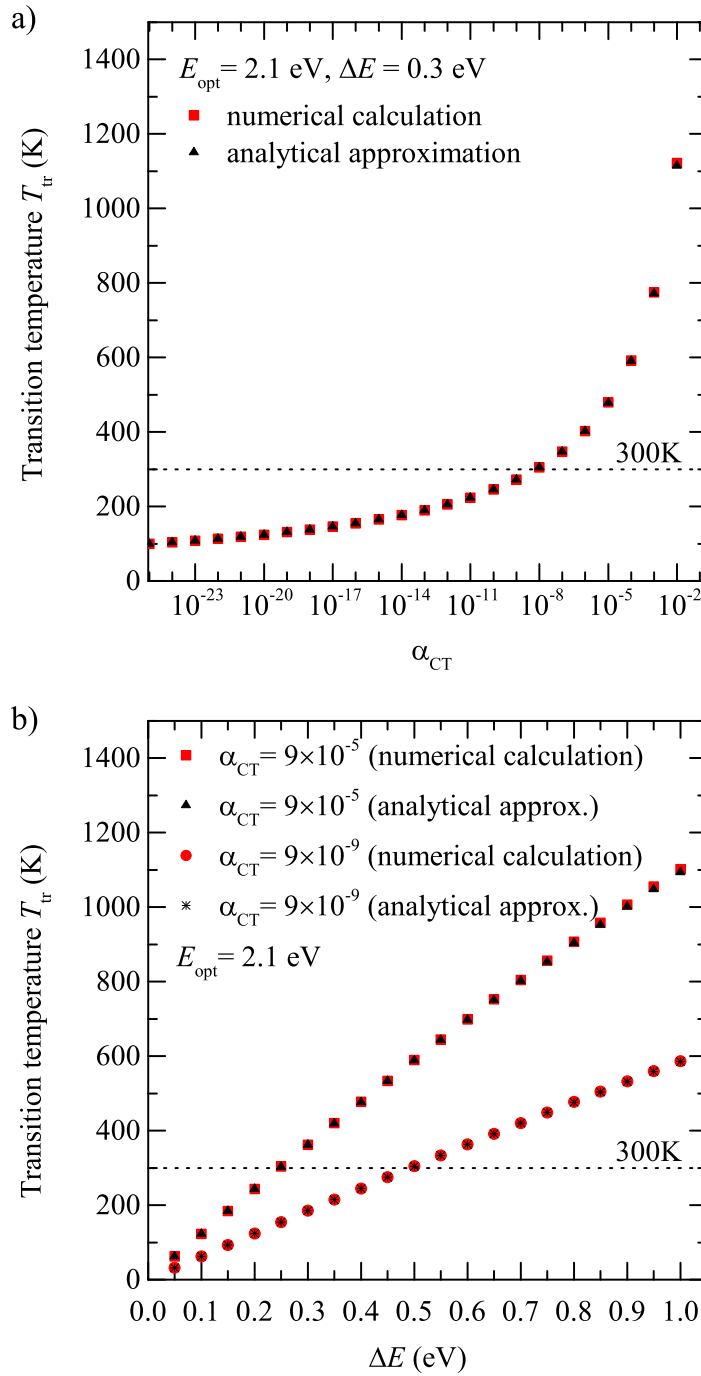 a)
1400
1200
1000
800
600
400
200
0
Transition temperature T_tr (K)
E_opt = 2.1 eV, ΔE = 0.3 eV
numerical calculation
analytical approximation
300K
10^-23 10^-20 10^-17 10^-14 10^-11 10^-8 10^-5 10^-2
α_CT
b)
1400
1200
1000
800
600
400
200
0
Transition temperature T_tr (K)
α_CT = 9×10^-5 (numerical calculation)
α_CT = 9×10^-5 (analytical approx.)
α_CT = 9×10^-9 (numerical calculation)
α_CT = 9×10^-9 (analytical approx.)
E_opt = 2.1 eV
300K
0.0 0.1 0.2 0.3 0.4 0.5 0.6 0.7 0.8 0.9 1.0
ΔE (eV)